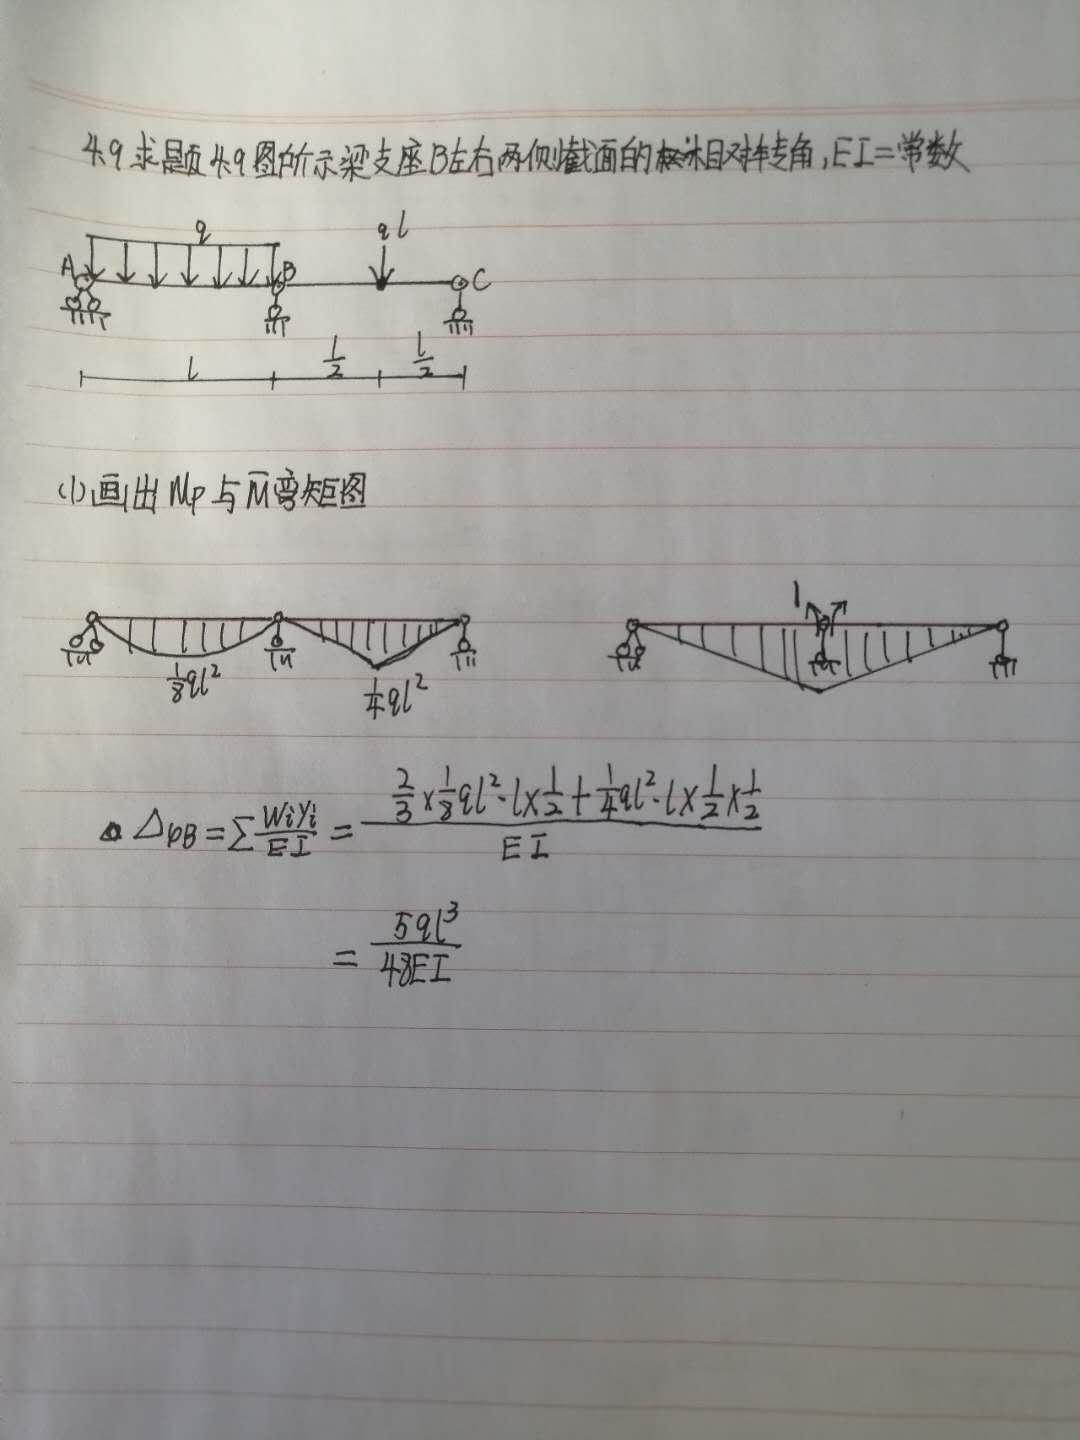 4.9 求题4.9图所示梁支座B左右两侧截面的相对转角,EI=常数
q ql
A B C
l l/2 l/2
(1)画出Mp与M̄弯矩图
1
1/8ql² 1/4ql²
ΔφB=∑WiYi/EI=(2/3×1/8ql²·l×1/2+1/4ql²·l×1/2×1/2)/EI
=5ql³/48EI